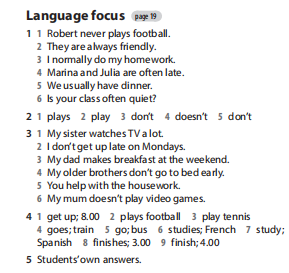 Language focus page 19
1 1 Robert never plays football.
2 They are always friendly.
3 I normally do my homework.
4 Marina and Julia are often late.
5 We usually have dinner.
6 Is your class often quiet?
2 1 plays 2 play 3 don't 4 doesn't 5 don't
3 1 My sister watches TV a lot.
2 I don't get up late on Mondays.
3 My dad makes breakfast at the weekend.
4 My older brothers don't go to bed early.
5 You help with the housework.
6 My mum doesn't play video games.
4 1 get up; 8.00 2 plays football 3 play tennis
4 goes; train 5 go; bus 6 studies; French 7 study;
Spanish 8 finishes; 3.00 9 finish; 4.00
5 Students' own answers.